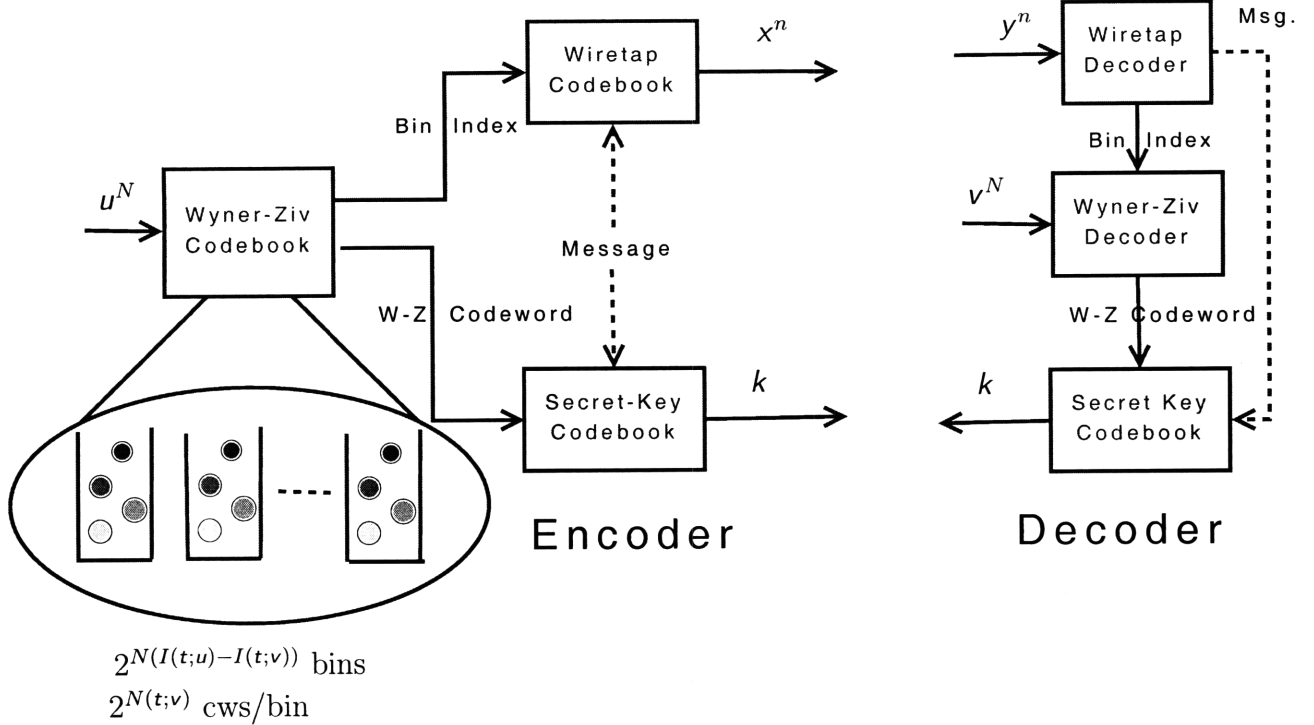 u^N
Wyner-Ziv
Codebook
Bin Index
W-Z Codeword
Wiretap
Codebook
x^n
Message
Secret-Key
Codebook
k
Encoder
2^{N(I(t;u)−I(t;v))} bins
2^{N(t;v)} cws/bin
y^n
Wiretap
Decoder
Msg.
Bin Index
v^N
Wyner-Ziv
Decoder
W-Z Codeword
k
Secret Key
Codebook
Decoder